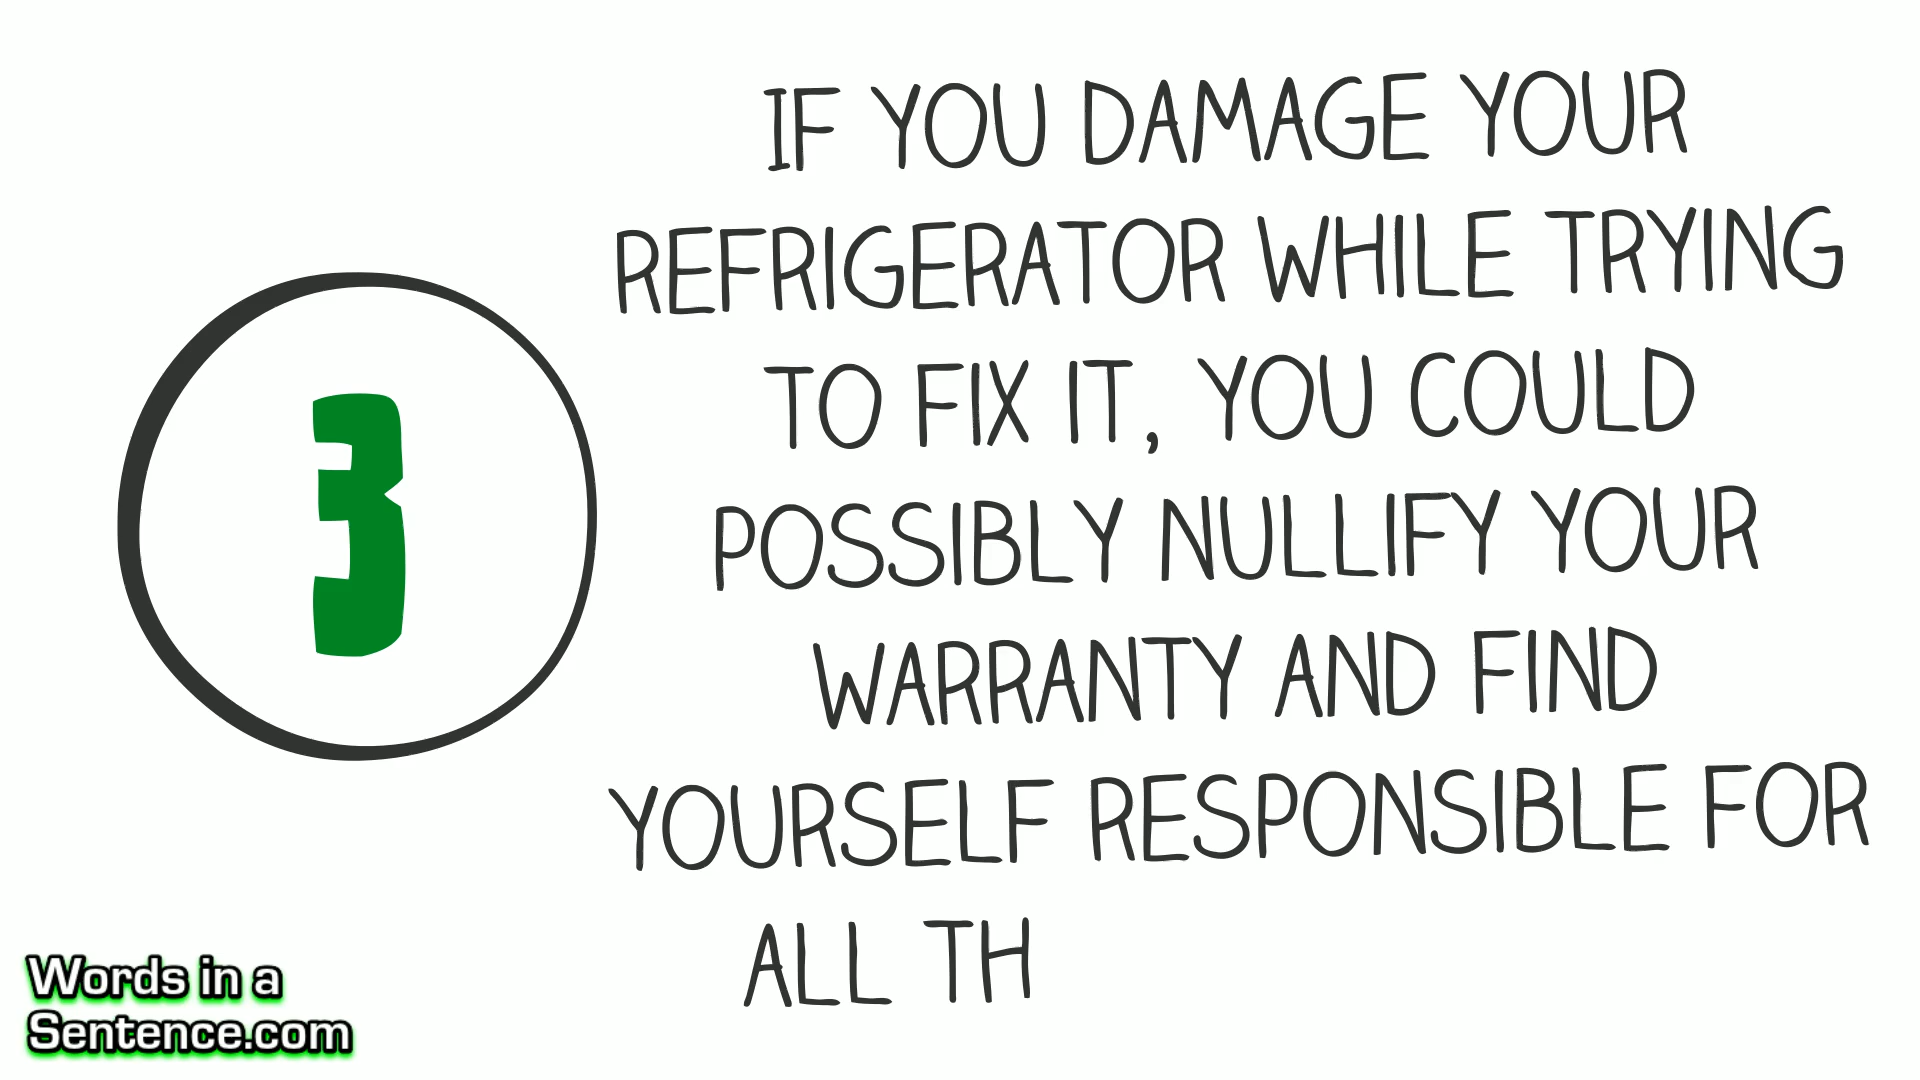 3
IF YOU DAMAGE YOUR
REFRIGERATOR WHILE TRYING
TO FIX IT, YOU COULD
POSSIBLY NULLIFY YOUR
WARRANTY AND FIND
YOURSELF RESPONSIBLE FOR
ALL TH
Words in a
Sentence.com